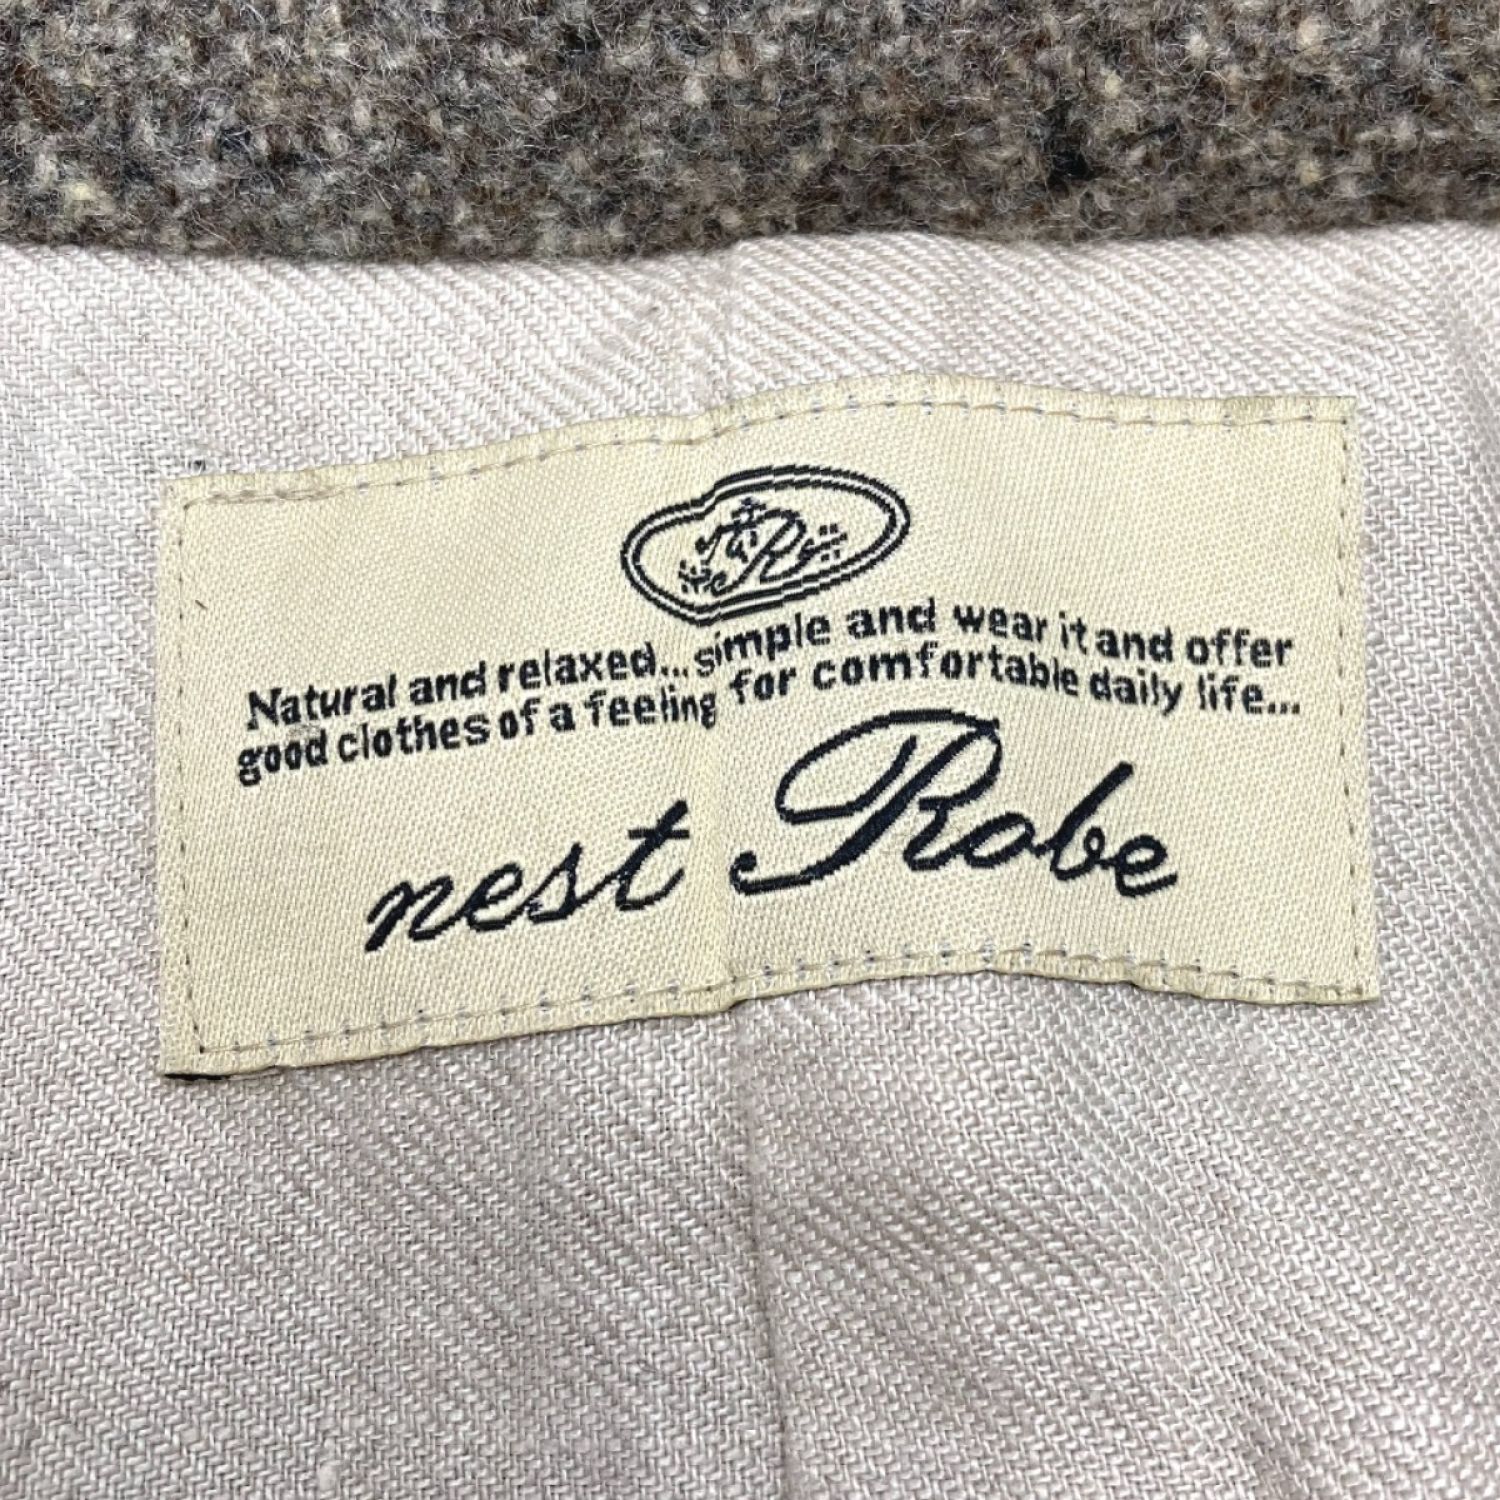 Natural and relaxed... simple and wear it and offer
good clothes of a feeling for comfortable daily life...
nest Robe